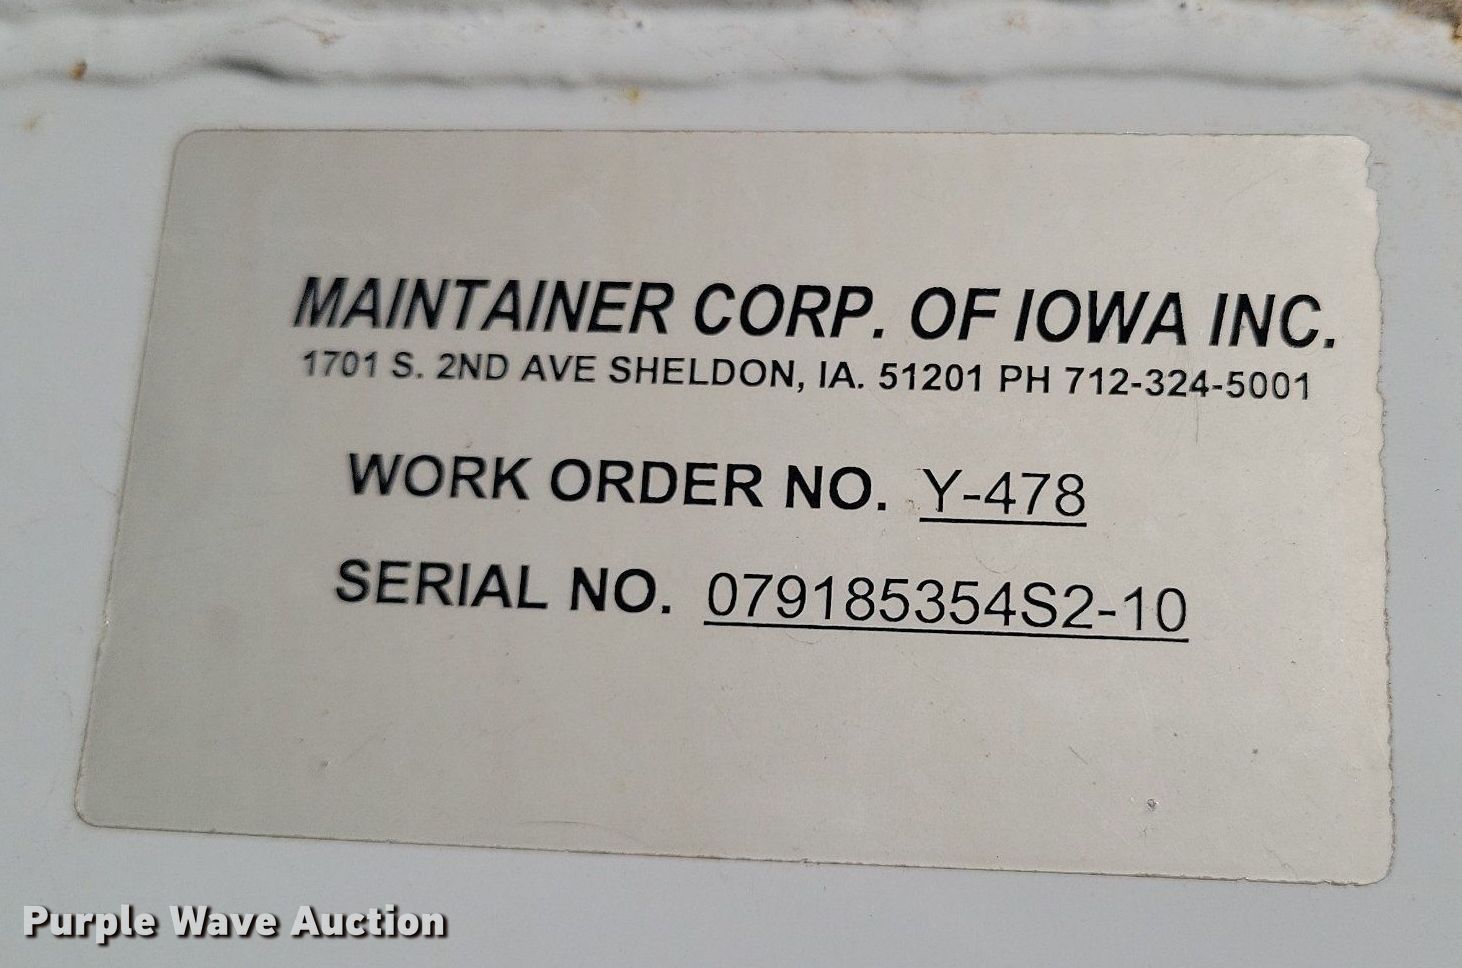 MAINTAINER CORP. OF IOWA INC.
1701 S. 2ND AVE SHELDON, IA. 51201 PH 712-324-5001
WORK ORDER NO. Y-478
SERIAL NO. 079185354S2-10
Purple Wave Auction